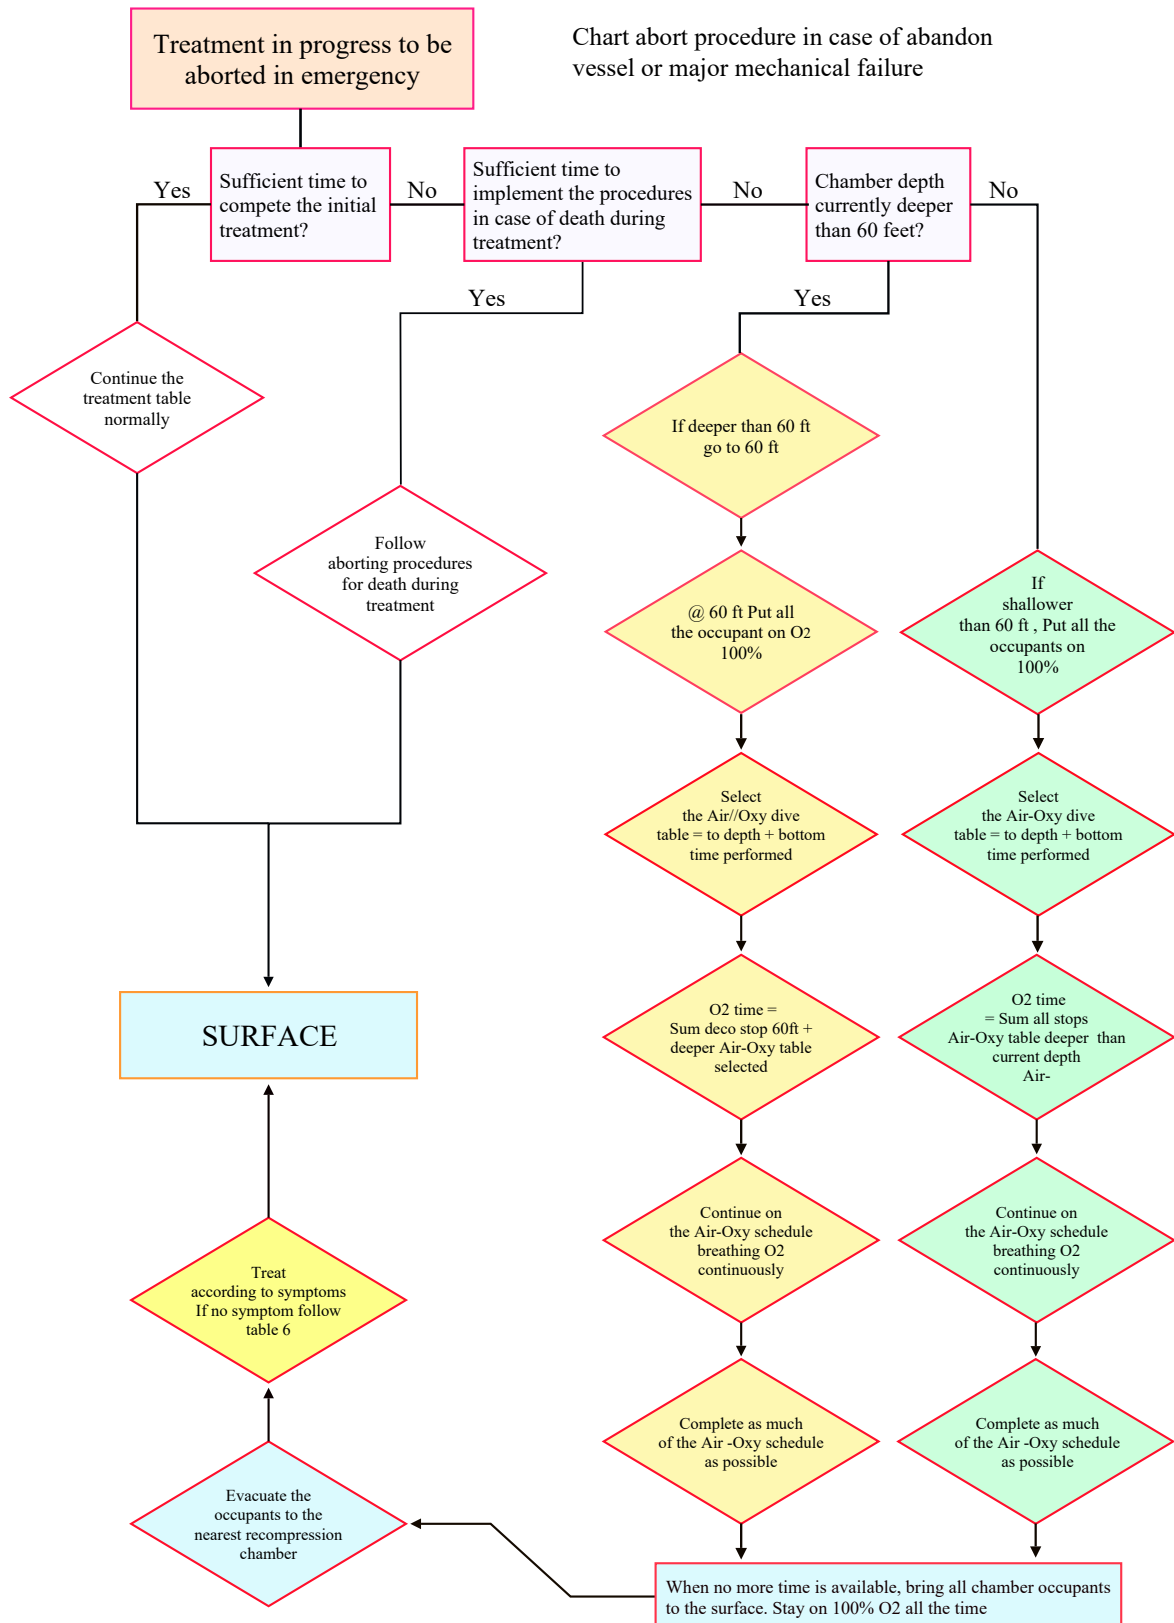 Treatment in progress to be
aborted in emergency
Chart abort procedure in case of abandon
vessel or major mechanical failure
Yes
Sufficient time to
compete the initial
treatment?
No
Sufficient time to
implement the procedures
in case of death during
treatment?
No
Chamber depth
currently deeper
than 60 feet?
No
Yes
Yes
Continue the
treatment table
normally
If deeper than 60 ft
go to 60 ft
Follow
aborting procedures
for death during
treatment
@ 60 ft Put all
the occupant on O2
100%
If
shallower
than 60 ft , Put all the
occupants on
100%
Select
the Air//Oxy dive
table = to depth + bottom
time performed
Select
the Air-Oxy dive
table = to depth + bottom
time performed
SURFACE
O2 time =
Sum deco stop 60ft +
deeper Air-Oxy table
selected
O2 time
= Sum all stops
Air-Oxy table deeper than
current depth
Air-
Continue on
the Air-Oxy schedule
breathing O2
continuously
Continue on
the Air-Oxy schedule
breathing O2
continuously
Treat
according to symptoms
If no symptom follow
table 6
Complete as much
of the Air -Oxy schedule
as possible
Complete as much
of the Air -Oxy schedule
as possible
Evacuate the
occupants to the
nearest recompression
chamber
When no more time is available, bring all chamber occupants
to the surface. Stay on 100% O2 all the time